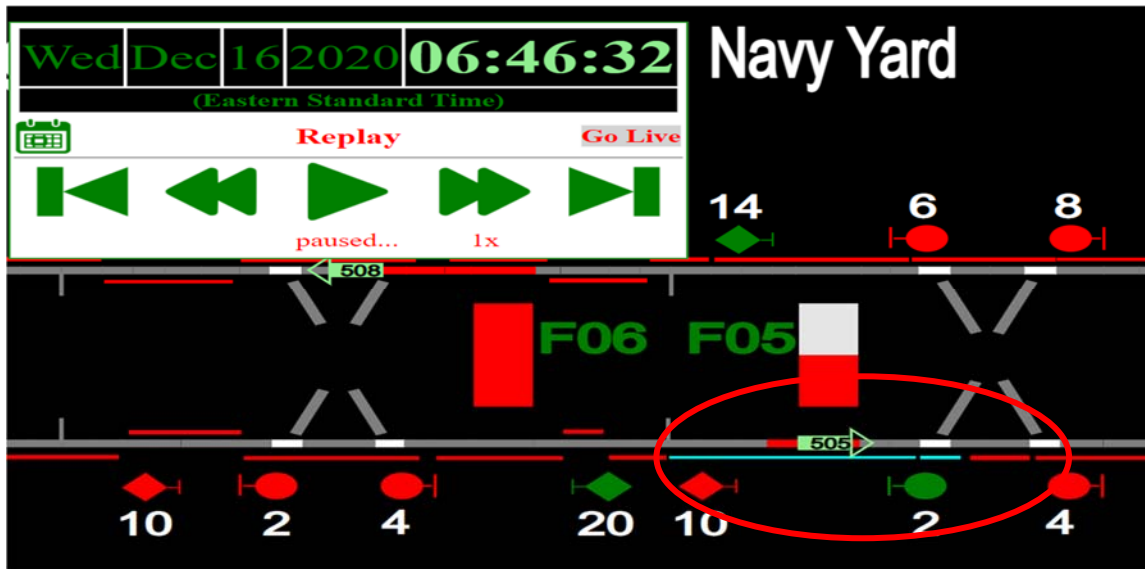 Wed Dec 16 2020 06:46:32
(Eastern Standard Time)
Replay Go Live
paused... 1x
Navy Yard
14 6 8
508
F06 F05
505
10 2 4 20 10 2 4